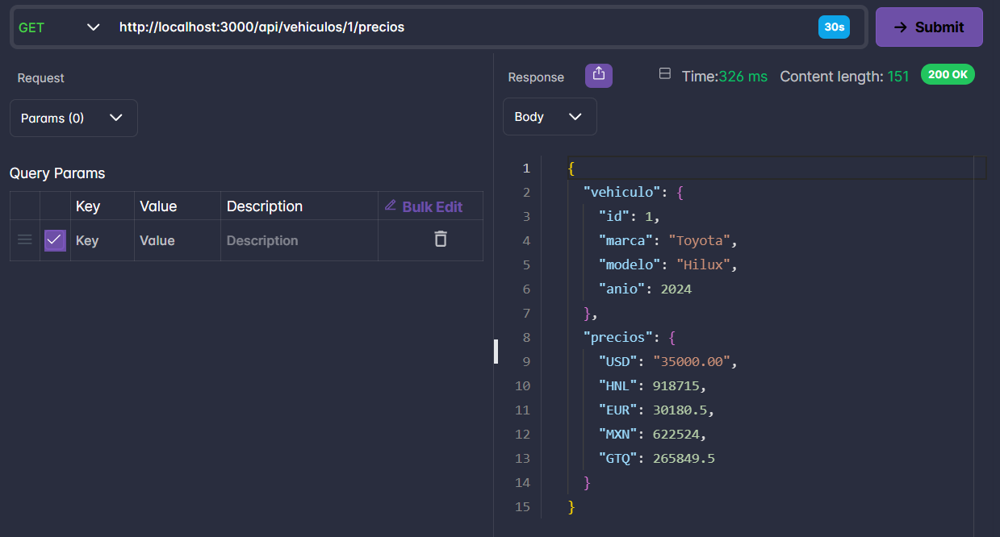 GET http://localhost:3000/api/vehiculos/1/precios 30s Submit
Request
Params (0)
Query Params
Key Value Description Bulk Edit
Key Value Description
Response Time:326 ms Content length: 151 200 OK
Body
1 {
2 "vehiculo": {
3 "id": 1,
4 "marca": "Toyota",
5 "modelo": "Hilux",
6 "anio": 2024
7 },
8 "precios": {
9 "USD": "35000.00",
10 "HNL": 918715,
11 "EUR": 30180.5,
12 "MXN": 622524,
13 "GTQ": 265849.5
14 }
15 }